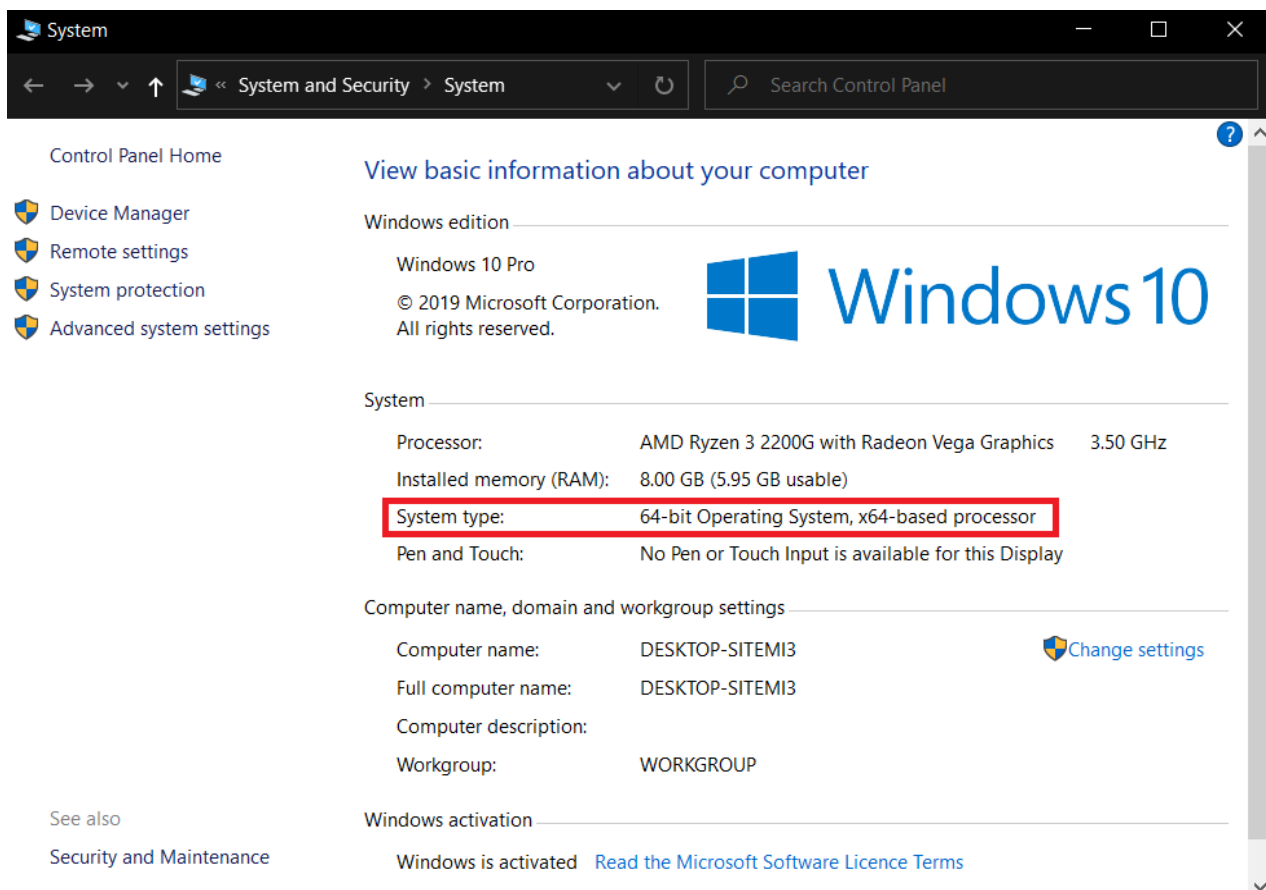 System
« System and Security > System
Search Control Panel
?
Control Panel Home
Device Manager
Remote settings
System protection
Advanced system settings
View basic information about your computer
Windows edition
Windows 10 Pro
© 2019 Microsoft Corporation.
All rights reserved.
Windows 10
System
Processor: AMD Ryzen 3 2200G with Radeon Vega Graphics 3.50 GHz
Installed memory (RAM): 8.00 GB (5.95 GB usable)
System type: 64-bit Operating System, x64-based processor
Pen and Touch: No Pen or Touch Input is available for this Display
Computer name, domain and workgroup settings
Computer name: DESKTOP-SITEMI3
Change settings
Full computer name: DESKTOP-SITEMI3
Computer description:
Workgroup: WORKGROUP
See also
Security and Maintenance
Windows activation
Windows is activated Read the Microsoft Software Licence Terms